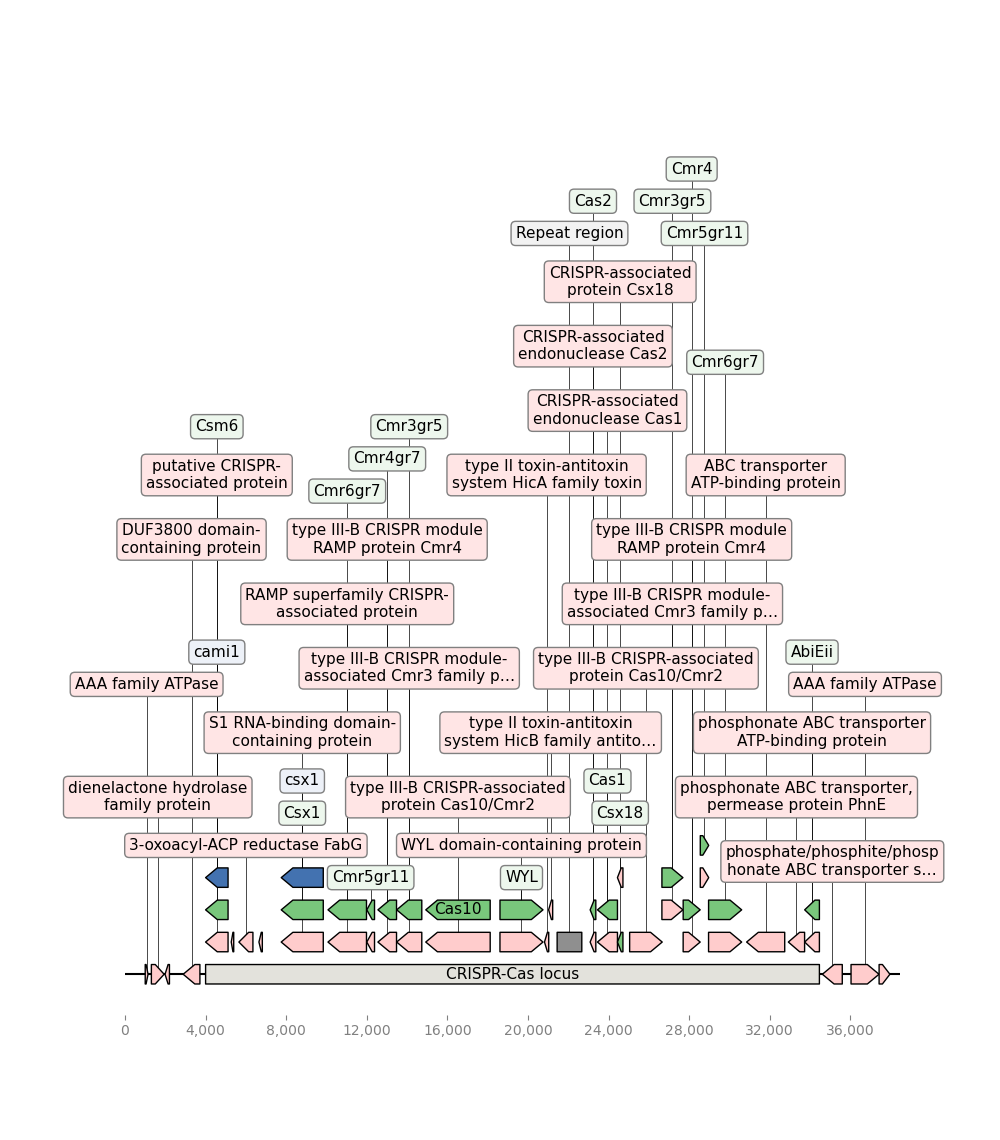 Cmr4
Cas2
Cmr3gr5
Repeat region
Cmr5gr11
CRISPR-associated
protein Csx18
CRISPR-associated
endonuclease Cas2
Cmr6gr7
CRISPR-associated
endonuclease Cas1
Csm6
Cmr3gr5
Cmr4gr7
putative CRISPR-
associated protein
type II toxin-antitoxin
system HicA family toxin
ABC transporter
ATP-binding protein
Cmr6gr7
DUF3800 domain-
containing protein
type III-B CRISPR module
RAMP protein Cmr4
type III-B CRISPR module
RAMP protein Cmr4
RAMP superfamily CRISPR-
associated protein
type III-B CRISPR module-
associated Cmr3 family p…
cami1
AbiEii
type III-B CRISPR module-
associated Cmr3 family p…
type III-B CRISPR-associated
protein Cas10/Cmr2
AAA family ATPase
AAA family ATPase
S1 RNA-binding domain-
containing protein
type II toxin-antitoxin
system HicB family antito…
phosphonate ABC transporter
ATP-binding protein
csx1
Cas1
dienelactone hydrolase
family protein
type III-B CRISPR-associated
protein Cas10/Cmr2
phosphonate ABC transporter,
permease protein PhnE
Csx1
Csx18
3-oxoacyl-ACP reductase FabG
WYL domain-containing protein
phosphate/phosphite/phosp
honate ABC transporter s…
Cmr5gr11
WYL
Cas10
CRISPR-Cas locus
0 4,000 8,000 12,000 16,000 20,000 24,000 28,000 32,000 36,000